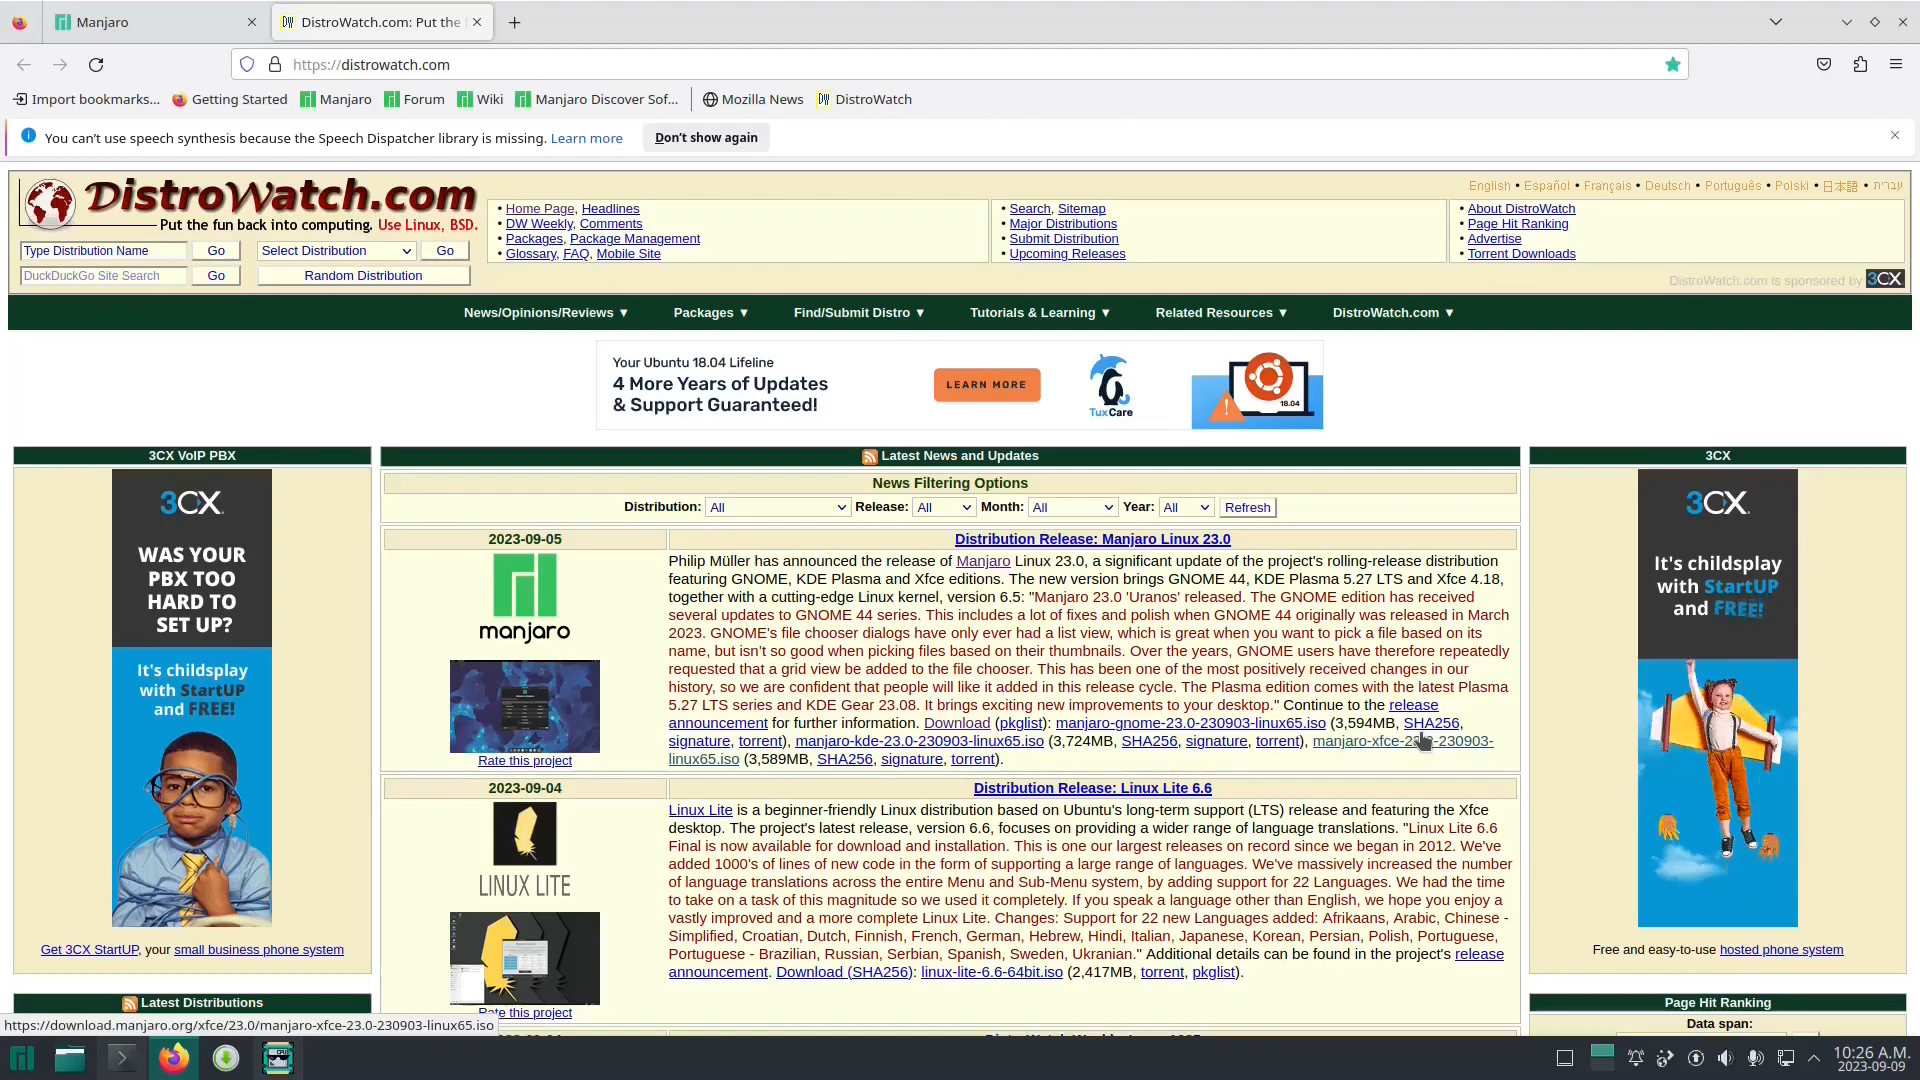 Manjaro
DistroWatch.com: Put the
https://distrowatch.com
Import bookmarks... Getting Started Manjaro Forum Wiki Manjaro Discover Sof... Mozilla News DistroWatch
You can't use speech synthesis because the Speech Dispatcher library is missing. Learn more Don't show again
DistroWatch.com
Put the fun back into computing. Use Linux, BSD.
Type Distribution Name Go Select Distribution Go
DuckDuckGo Site Search Go Random Distribution
• Home Page, Headlines
• DW Weekly, Comments
• Packages, Package Management
• Glossary, FAQ, Mobile Site
• Search, Sitemap
• Major Distributions
• Submit Distribution
• Upcoming Releases
English • Español • Français • Deutsch • Português • Polski • 日本語 • עברית
• About DistroWatch
• Page Hit Ranking
• Advertise
• Torrent Downloads
DistroWatch.com is sponsored by 3CX
News/Opinions/Reviews ▼ Packages ▼ Find/Submit Distro ▼ Tutorials & Learning ▼ Related Resources ▼ DistroWatch.com ▼
Your Ubuntu 18.04 Lifeline
4 More Years of Updates
& Support Guaranteed!
LEARN MORE
TuxCare
18.04
3CX VoIP PBX
3CX
WAS YOUR
PBX TOO
HARD TO
SET UP?
It's childsplay
with StartUP
and FREE!
Get 3CX StartUP, your small business phone system
Latest Distributions
Latest News and Updates
News Filtering Options
Distribution: All Release: All Month: All Year: All Refresh
2023-09-05
manjaro
Rate this project
Distribution Release: Manjaro Linux 23.0
Philip Müller has announced the release of Manjaro Linux 23.0, a significant update of the project's rolling-release distribution
featuring GNOME, KDE Plasma and Xfce editions. The new version brings GNOME 44, KDE Plasma 5.27 LTS and Xfce 4.18,
together with a cutting-edge Linux kernel, version 6.5: "Manjaro 23.0 'Uranos' released. The GNOME edition has received
several updates to GNOME 44 series. This includes a lot of fixes and polish when GNOME 44 originally was released in March
2023. GNOME's file chooser dialogs have only ever had a list view, which is great when you want to pick a file based on its
name, but isn't so good when picking files based on their thumbnails. Over the years, GNOME users have therefore repeatedly
requested that a grid view be added to the file chooser. This has been one of the most positively received changes in our
history, so we are confident that people will like it added in this release cycle. The Plasma edition comes with the latest Plasma
5.27 LTS series and KDE Gear 23.08. It brings exciting new improvements to your desktop." Continue to the release
announcement for further information. Download (pkglist): manjaro-gnome-23.0-230903-linux65.iso (3,594MB, SHA256,
signature, torrent), manjaro-kde-23.0-230903-linux65.iso (3,724MB, SHA256, signature, torrent), manjaro-xfce-23.0-230903-
linux65.iso (3,589MB, SHA256, signature, torrent).
2023-09-04
LINUX LITE
Rate this project
Distribution Release: Linux Lite 6.6
Linux Lite is a beginner-friendly Linux distribution based on Ubuntu's long-term support (LTS) release and featuring the Xfce
desktop. The project's latest release, version 6.6, focuses on providing a wider range of language translations. "Linux Lite 6.6
Final is now available for download and installation. This is one our largest releases on record since we began in 2012. We've
added 1000's of lines of new code in the form of supporting a large range of languages. We've massively increased the number
of language translations across the entire Menu and Sub-Menu system, by adding support for 22 Languages. We had the time
to take on a task of this magnitude so we used it completely. If you speak a language other than English, we hope you enjoy a
vastly improved and a more complete Linux Lite. Changes: Support for 22 new Languages added: Afrikaans, Arabic, Chinese -
Simplified, Croatian, Dutch, Finnish, French, German, Hebrew, Hindi, Italian, Japanese, Korean, Persian, Polish, Portuguese,
Portuguese - Brazilian, Russian, Serbian, Spanish, Sweden, Ukranian." Additional details can be found in the project's release
announcement. Download (SHA256): linux-lite-6.6-64bit.iso (2,417MB, torrent, pkglist).
3CX
3CX
It's childsplay
with StartUP
and FREE!
Free and easy-to-use hosted phone system
Page Hit Ranking
Data span:
https://download.manjaro.org/xfce/23.0/manjaro-xfce-23.0-230903-linux65.iso
10:26 A.M.
2023-09-09